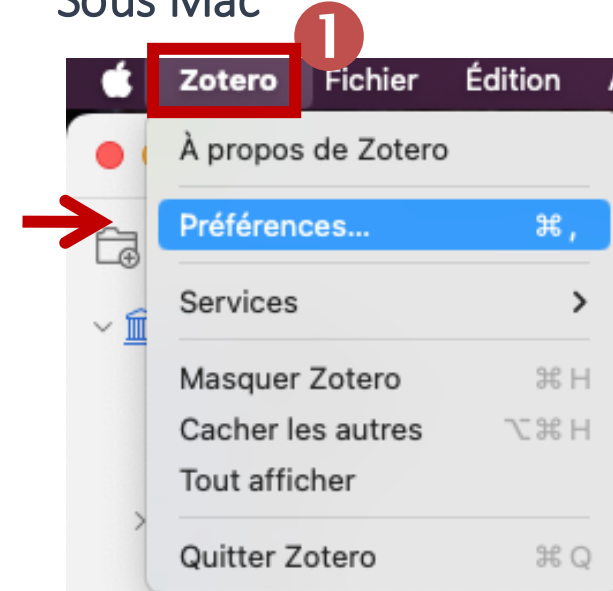 Sous Mac
1
Zotero Fichier Édition
À propos de Zotero
Préférences... ⌘ ,
Services >
Masquer Zotero ⌘ H
Cacher les autres ⌥ ⌘ H
Tout afficher
Quitter Zotero ⌘ Q